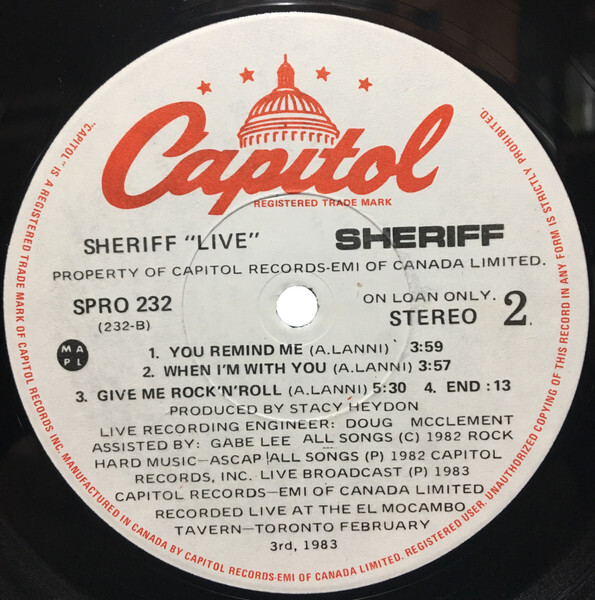 Capitol
REGISTERED TRADE MARK
SHERIFF "LIVE" SHERIFF
PROPERTY OF CAPITOL RECORDS-EMI OF CANADA LIMITED.
SPRO 232 ON LOAN ONLY.
(232-B) STEREO 2.
MAPL
1. YOU REMIND ME (A.LANNI) 3:59
2. WHEN I'M WITH YOU (A.LANNI) 3:57
3. GIVE ME ROCK'N'ROLL (A.LANNI) 5:30 4. END :13
PRODUCED BY STACY HEYDON
LIVE RECORDING ENGINEER: DOUG McCLEMENT
ASSISTED BY: GABE LEE ALL SONGS (C) 1982 ROCK
HARD MUSIC—ASCAP !ALL SONGS (P) 1982 CAPITOL
RECORDS, INC. LIVE BROADCAST (P) 1983
CAPITOL RECORDS—EMI OF CANADA LIMITED
RECORDED LIVE AT THE EL MOCAMBO
TAVERN—TORONTO FEBRUARY
3rd, 1983
"CAPITOL" IS A REGISTERED TRADE MARK OF CAPITOL RECORDS INC. MANUFACTURED IN CANADA BY CAPITOL RECORDS-EMI OF CANADA LIMITED. REGISTERED USER. UNAUTHORIZED COPYING OF THIS RECORD IN ANY FORM IS STRICTLY PROHIBITED.